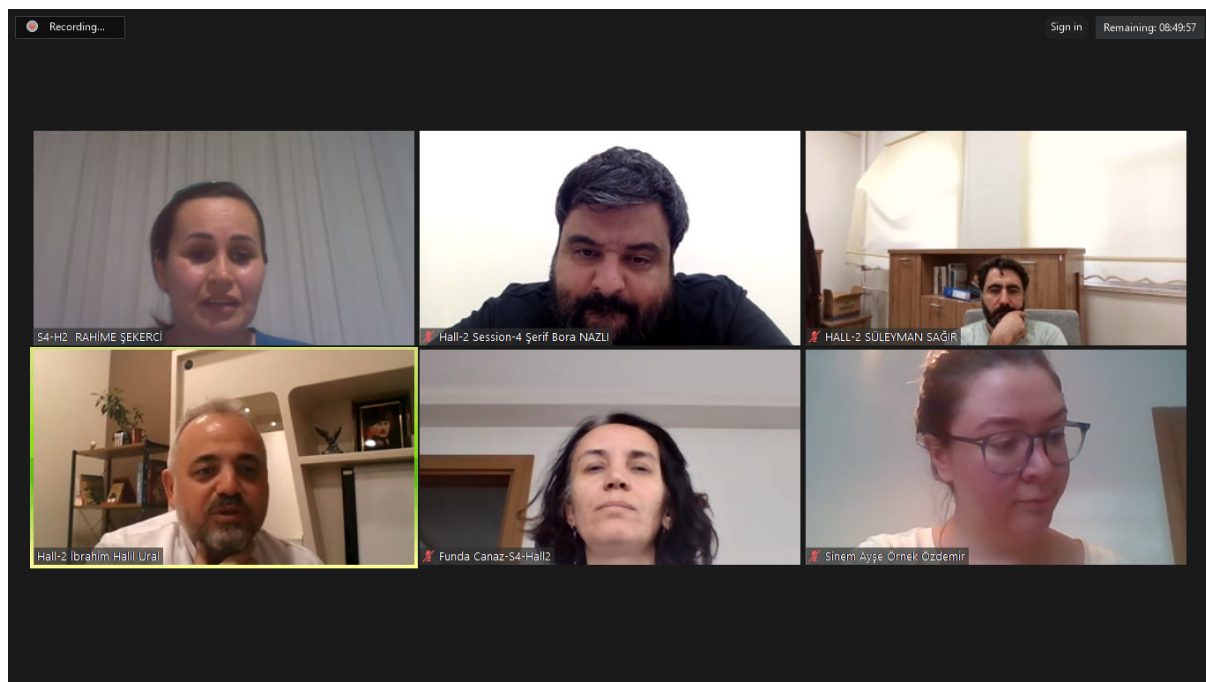 Recording...
Sign in
Remaining: 08:49:57
S4-H2 RAHİME ŞEKERCİ
Hall-2 Session-4 Şerif Bora NAZLI
HALL-2 SÜLEYMAN SAĞIR
Hall-2 İbrahim Halil Ural
Funda Canaz-S4-Hall2
Sinem Ayşe Örnek Özdemir